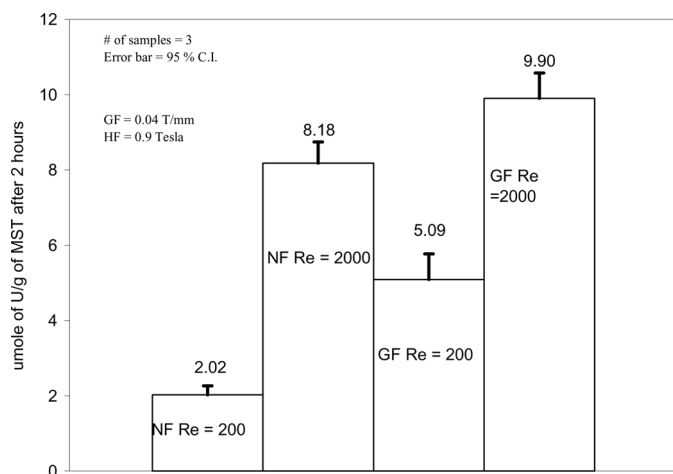 # of samples = 3
Error bar = 95 % C.I.
GF = 0.04 T/mm
HF = 0.9 Tesla
umole of U/g of MST after 2 hours
12
10
8
6
4
2
0
2.02
NF Re = 200
8.18
NF Re = 2000
5.09
GF Re = 200
9.90
GF Re
=2000